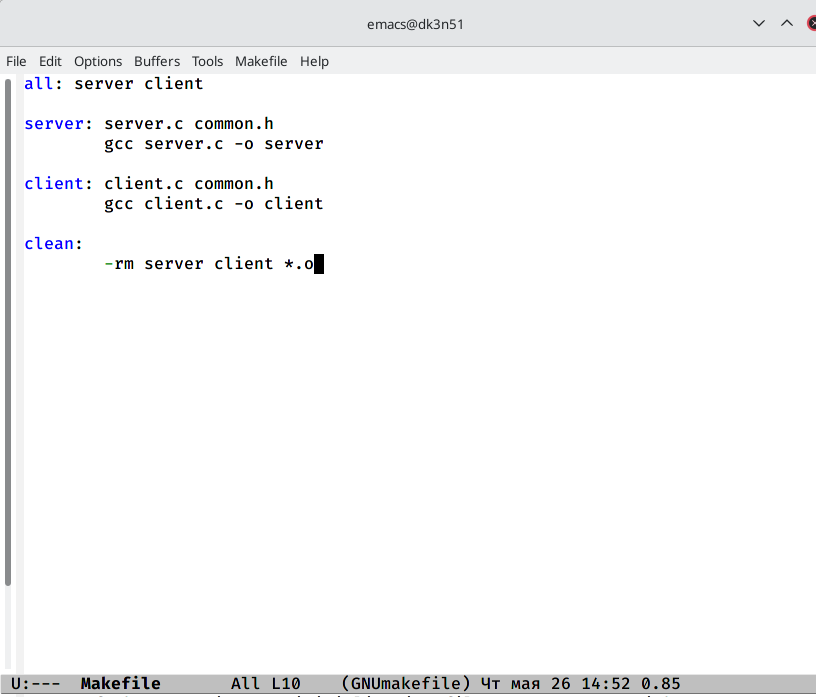 emacs@dk3n51
File Edit Options Buffers Tools Makefile Help
all: server client
server: server.c common.h
gcc server.c -o server
client: client.c common.h
gcc client.c -o client
clean:
-rm server client *.o
U:--- Makefile All L10 (GNUmakefile) Чт мая 26 14:52 0.85